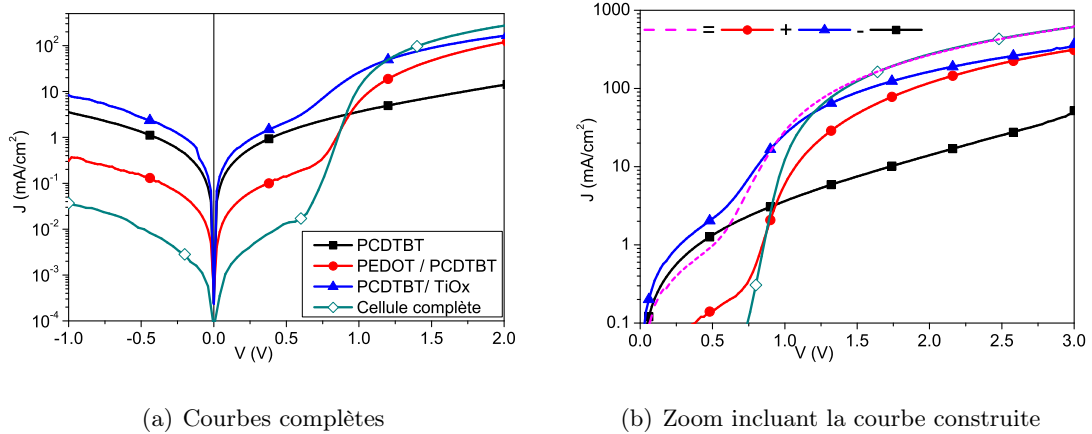 10²
10¹
1
10⁻¹
10⁻²
10⁻³
10⁻⁴
J (mA/cm²)
-1.0 -0.5 0.0 0.5 1.0 1.5 2.0
V (V)
PCDTBT
PEDOT / PCDTBT
PCDTBT/ TiOx
Cellule complète
(a) Courbes complètes
1000
100
10
1
0.1
J (mA/cm²)
= + -
0.0 0.5 1.0 1.5 2.0 2.5 3.0
V (V)
(b) Zoom incluant la courbe construite